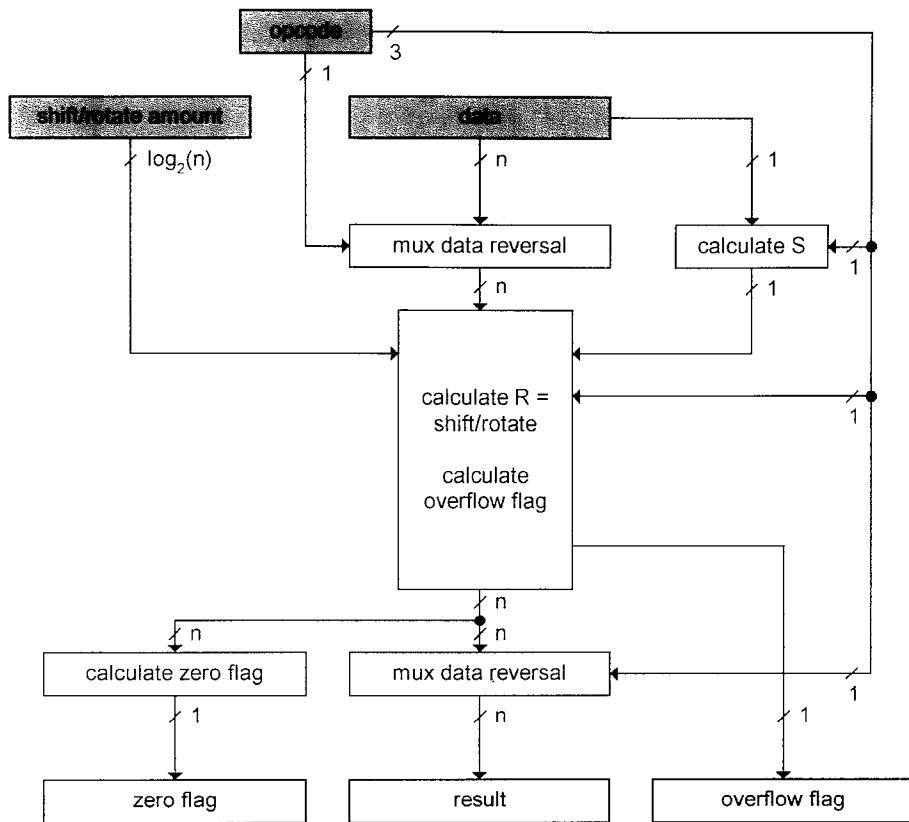 opcode
3
1
shift/rotate amount
data
log2(n)
n
1
mux data reversal
calculate S
1
n
1
calculate R =
shift/rotate
1
calculate
overflow flag
n
n
n
calculate zero flag
mux data reversal
1
1
n
1
zero flag
result
overflow flag